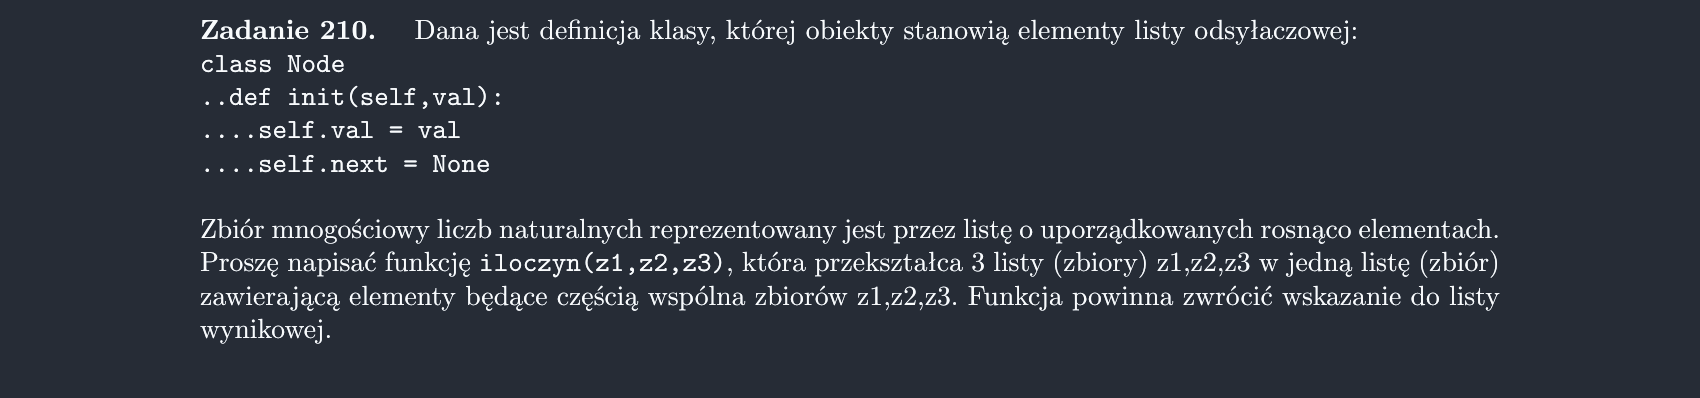 Zadanie 210. Dana jest definicja klasy, której obiekty stanowią elementy listy odsyłaczowej:
class Node
..def init(self,val):
....self.val = val
....self.next = None
Zbiór mnogościowy liczb naturalnych reprezentowany jest przez listę o uporządkowanych rosnąco elementach.
Proszę napisać funkcję iloczyn(z1,z2,z3), która przekształca 3 listy (zbiory) z1,z2,z3 w jedną listę (zbiór)
zawierającą elementy będące częścią wspólna zbiorów z1,z2,z3. Funkcja powinna zwrócić wskazanie do listy
wynikowej.